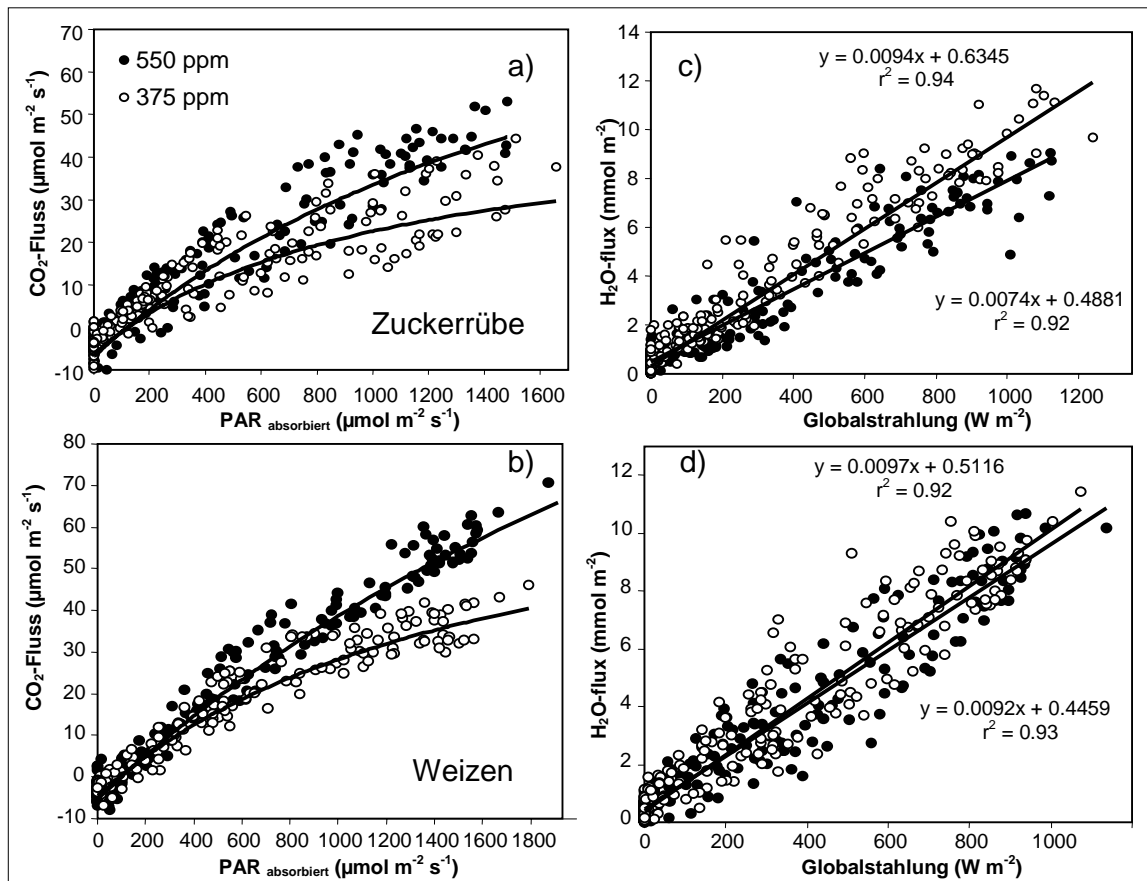 70
60
50
40
30
20
10
0
-10
CO₂-Fluss (µmol m⁻² s⁻¹)
550 ppm
375 ppm
a)
Zuckerrübe
0 200 400 600 800 1000 1200 1400 1600
PAR absorbiert (µmol m⁻² s⁻¹)
14
12
10
8
6
4
2
0
H₂O-flux (mmol m⁻²)
c)
y = 0.0094x + 0.6345
r² = 0.94
y = 0.0074x + 0.4881
r² = 0.92
0 200 400 600 800 1000 1200
Globalstrahlung (W m⁻²)
80
70
60
50
40
30
20
10
0
-10
CO₂-Fluss (µmol m⁻² s⁻¹)
b)
Weizen
0 200 400 600 800 1000 1200 1400 1600 1800
PAR absorbiert (µmol m⁻² s⁻¹)
12
10
8
6
4
2
0
H₂O-flux (mmol m⁻²)
d)
y = 0.0097x + 0.5116
r² = 0.92
y = 0.0092x + 0.4459
r² = 0.93
0 200 400 600 800 1000
Globalstahlung (W m⁻²)